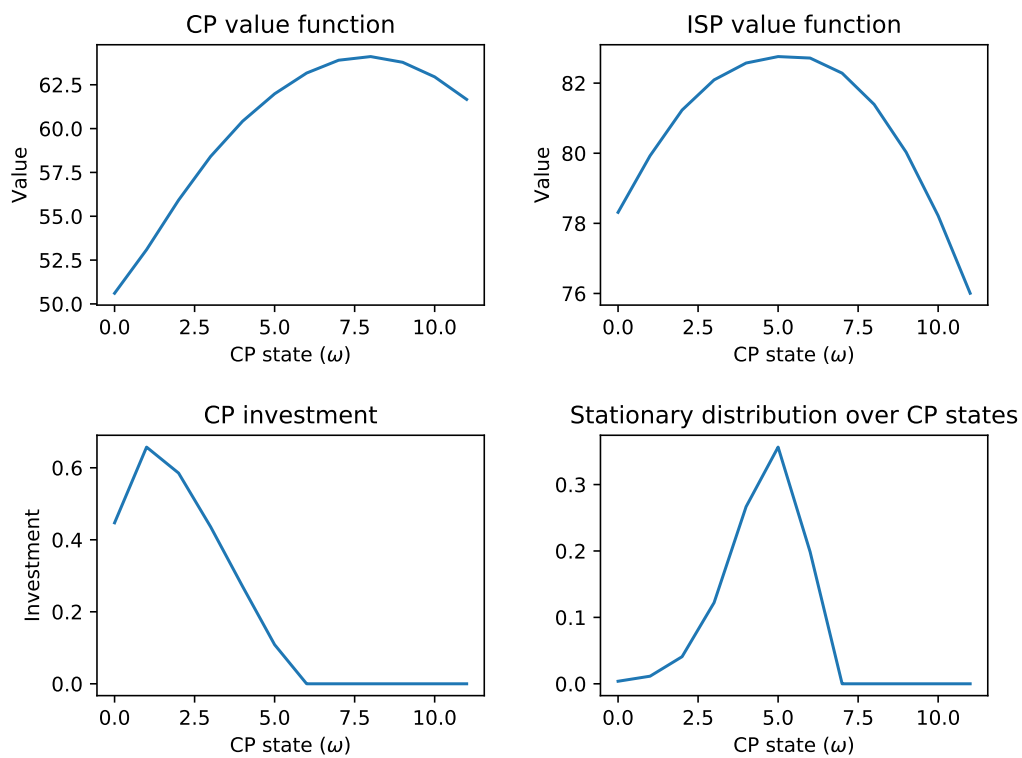 CP value function
Value
62.5
60.0
57.5
55.0
52.5
50.0
0.0 2.5 5.0 7.5 10.0
CP state (ω)
ISP value function
Value
82
80
78
76
0.0 2.5 5.0 7.5 10.0
CP state (ω)
CP investment
Investment
0.6
0.4
0.2
0.0
0.0 2.5 5.0 7.5 10.0
CP state (ω)
Stationary distribution over CP states
0.3
0.2
0.1
0.0
0.0 2.5 5.0 7.5 10.0
CP state (ω)